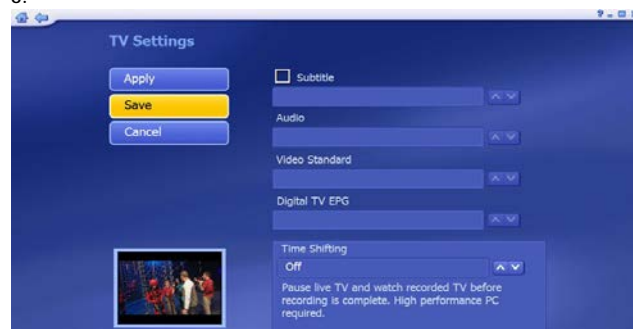 TV Settings
Apply
Save
Cancel
Subtitle
Audio
Video Standard
Digital TV EPG
Time Shifting
Off
Pause live TV and watch recorded TV before
recording is complete. High performance PC
required.